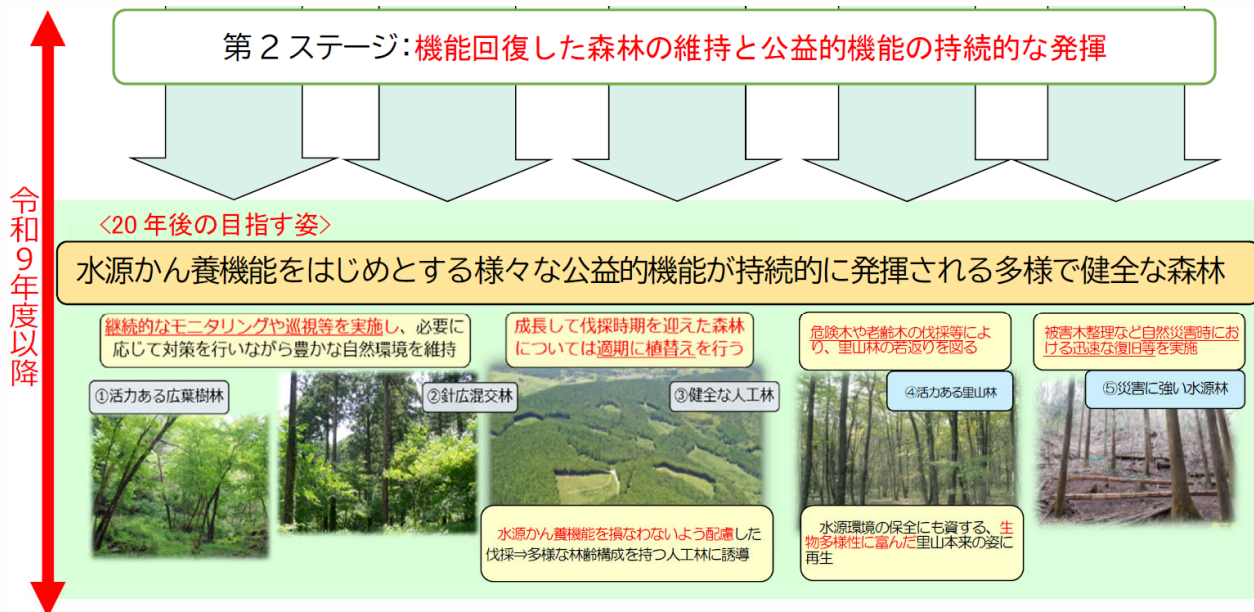 第２ステージ：機能回復した森林の維持と公益的機能の持続的な発揮
令和９年度以降
<20年後の目指す姿>
水源かん養機能をはじめとする様々な公益的機能が持続的に発揮される多様で健全な森林
継続的なモニタリングや巡視等を実施し、必要に
応じて対策を行いながら豊かな自然環境を維持
成長して伐採時期を迎えた森林
については適期に植替えを行う
危険木や老齢木の伐採等によ
り、里山林の若返りを図る
被害木整理など自然災害時にお
ける迅速な復旧等を実施
①活力ある広葉樹林
②針広混交林
③健全な人工林
④活力ある里山林
⑤災害に強い水源林
水源かん養機能を損なわないよう配慮した
伐採⇒多様な林齢構成を持つ人工林に誘導
水源環境の保全にも資する、生
物多様性に富んだ里山本来の姿に
再生